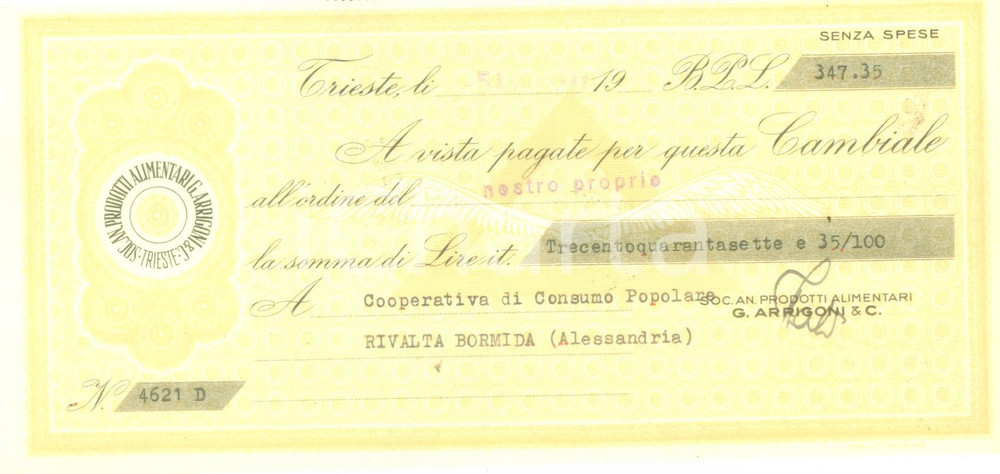 SENZA SPESE
Trieste, li 19 B.P.L. 347.35
A vista pagate per questa Cambiale
all'ordine del nostro proprio
la somma di Lire it. Trecentoquarantasette e 35/100
A Cooperativa di Consumo Popolare
RIVALTA BORMIDA (Alessandria)
SOC. AN. PRODOTTI ALIMENTARI
G. ARRIGONI & C.
SOC. AN. PRODOTTI ALIMENTARI G. ARRIGONI & C.
·TRIESTE·
N. 4621 D